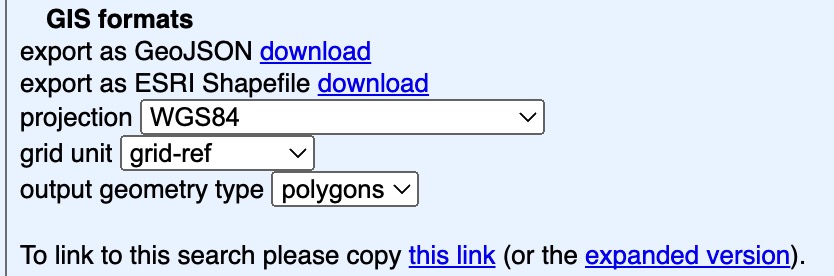 GIS formats
export as GeoJSON download
export as ESRI Shapefile download
projection WGS84
grid unit grid-ref
output geometry type polygons
To link to this search please copy this link (or the expanded version).